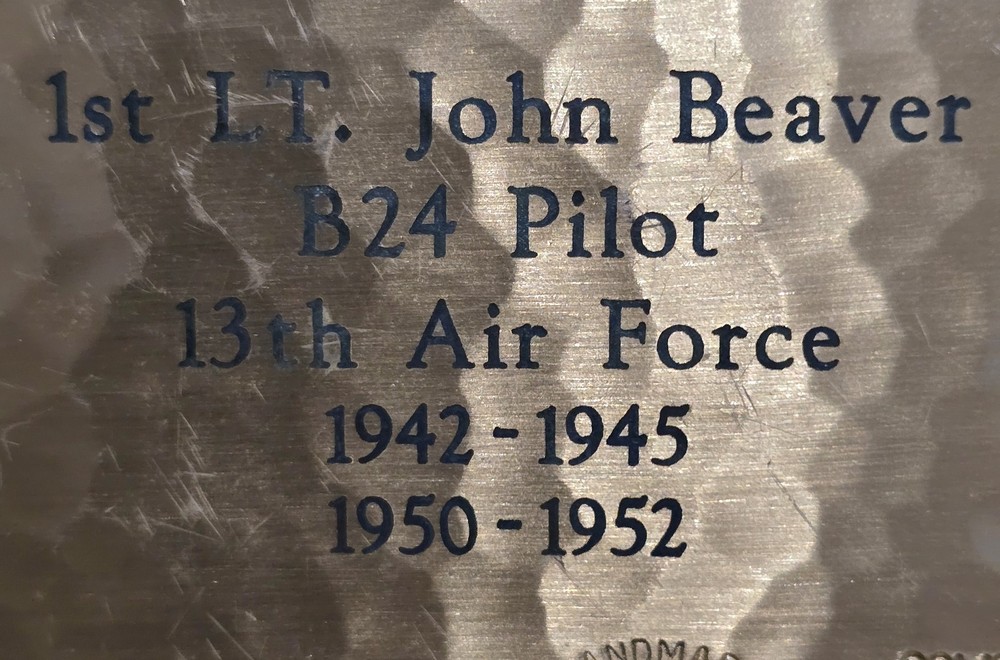 1st LT. John Beaver
B24 Pilot
13th Air Force
1942-1945
1950-1952